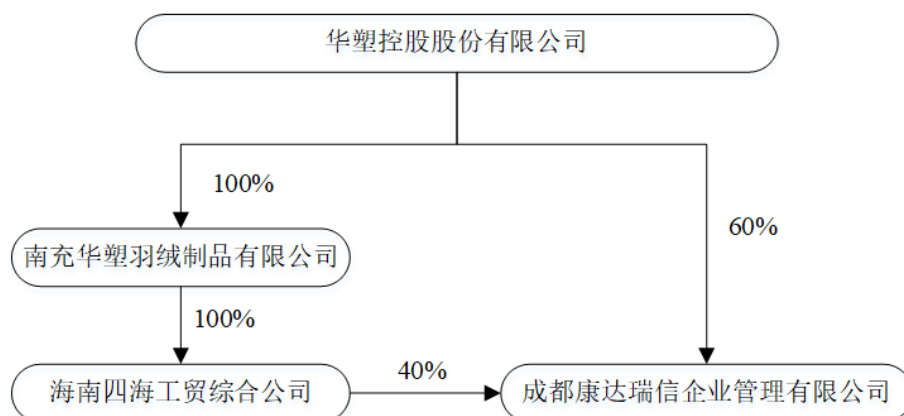 华塑控股股份有限公司
100%
60%
南充华塑羽绒制品有限公司
100%
海南四海工贸综合公司
40%
成都康达瑞信企业管理有限公司